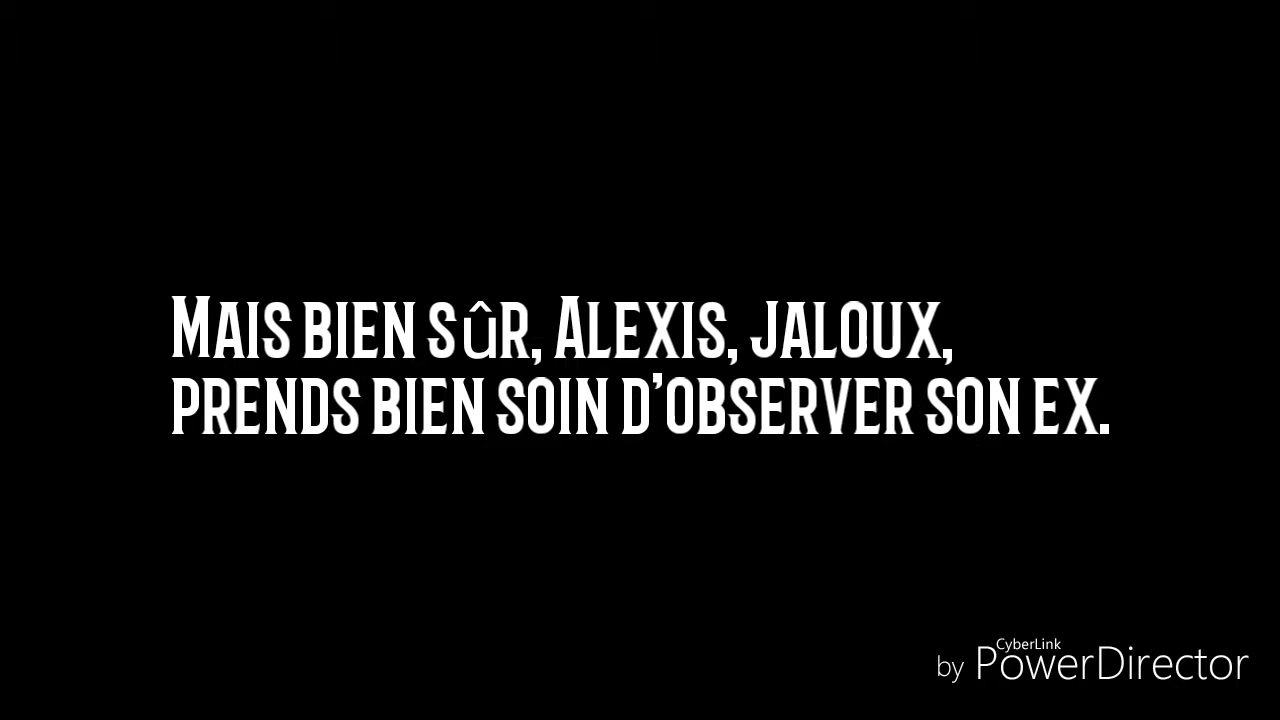 Mais bien sûr, Alexis, jaloux,
prends bien soin d'observer son ex.
CyberLink
by PowerDirector